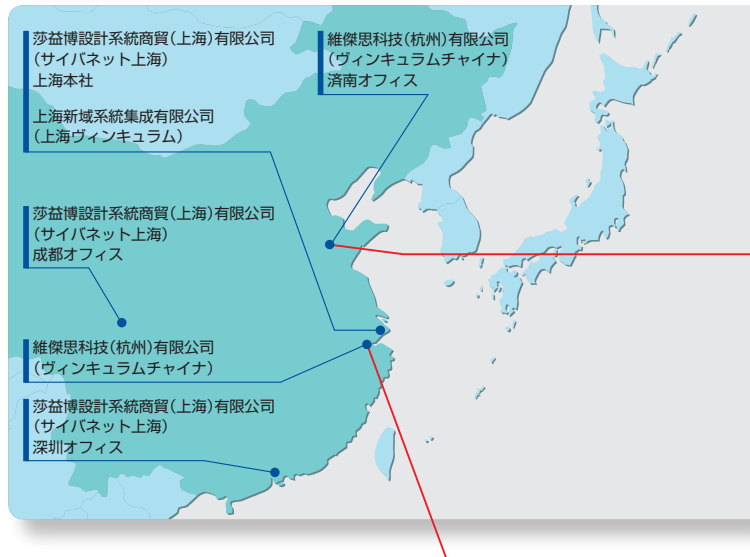 莎益博設計系統商貿(上海)有限公司
(サイバネット上海)
上海本社
上海新域系統集成有限公司
(上海ヴィンキュラム)
維傑思科技(杭州)有限公司
(ヴィンキュラムチャイナ)
済南オフィス
莎益博設計系統商貿(上海)有限公司
(サイバネット上海)
成都オフィス
維傑思科技(杭州)有限公司
(ヴィンキュラムチャイナ)
莎益博設計系統商貿(上海)有限公司
(サイバネット上海)
深圳オフィス